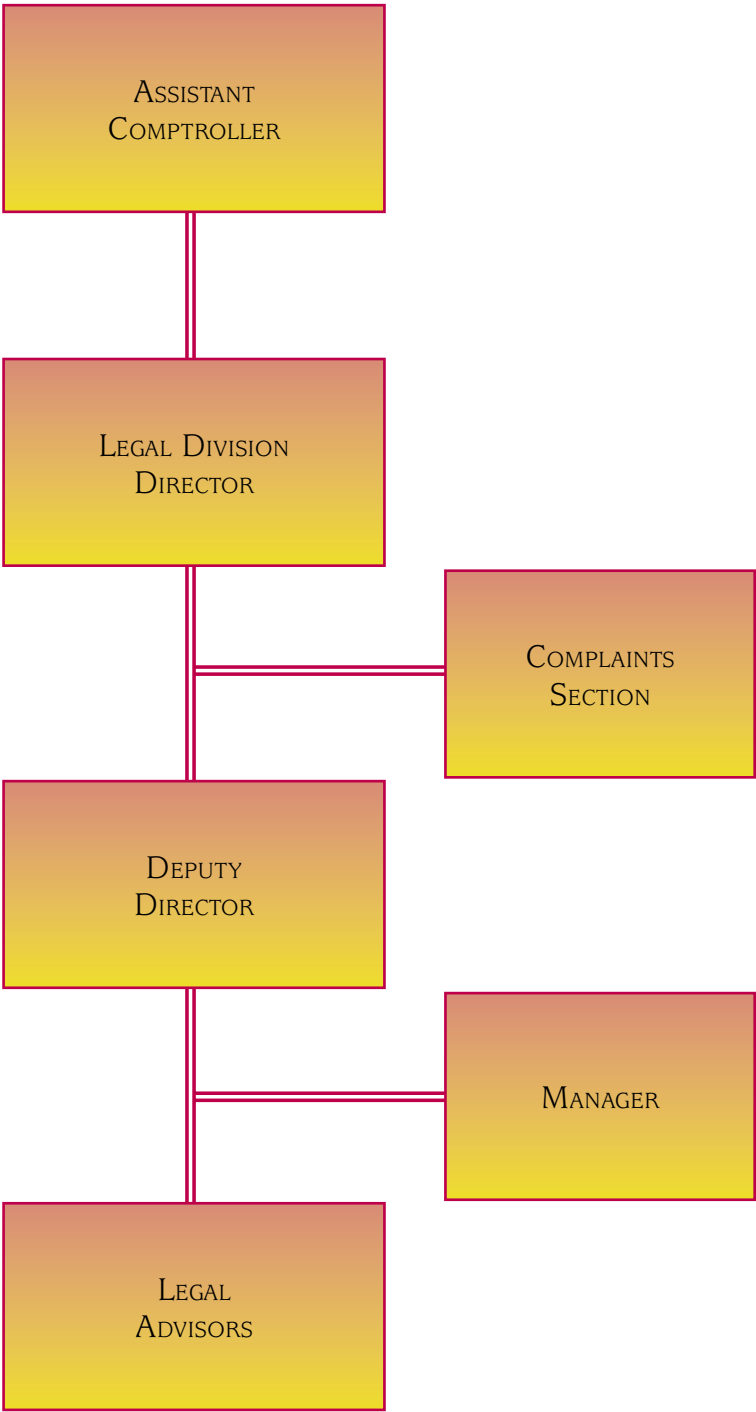 Assistant
Comptroller
Legal Division
Director
Complaints
Section
Deputy
Director
Manager
Legal
Advisors